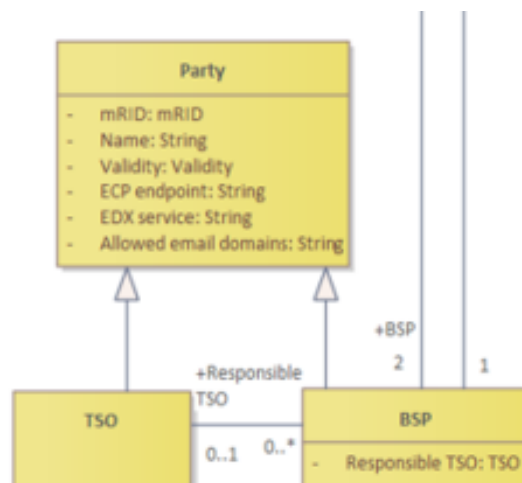 Party
- mRID: mRID
- Name: String
- Validity: Validity
- ECP endpoint: String
- EDX service: String
- Allowed email domains: String
+BSP
2
1
+Responsible
TSO
TSO
0..1
0..*
BSP
- Responsible TSO: TSO